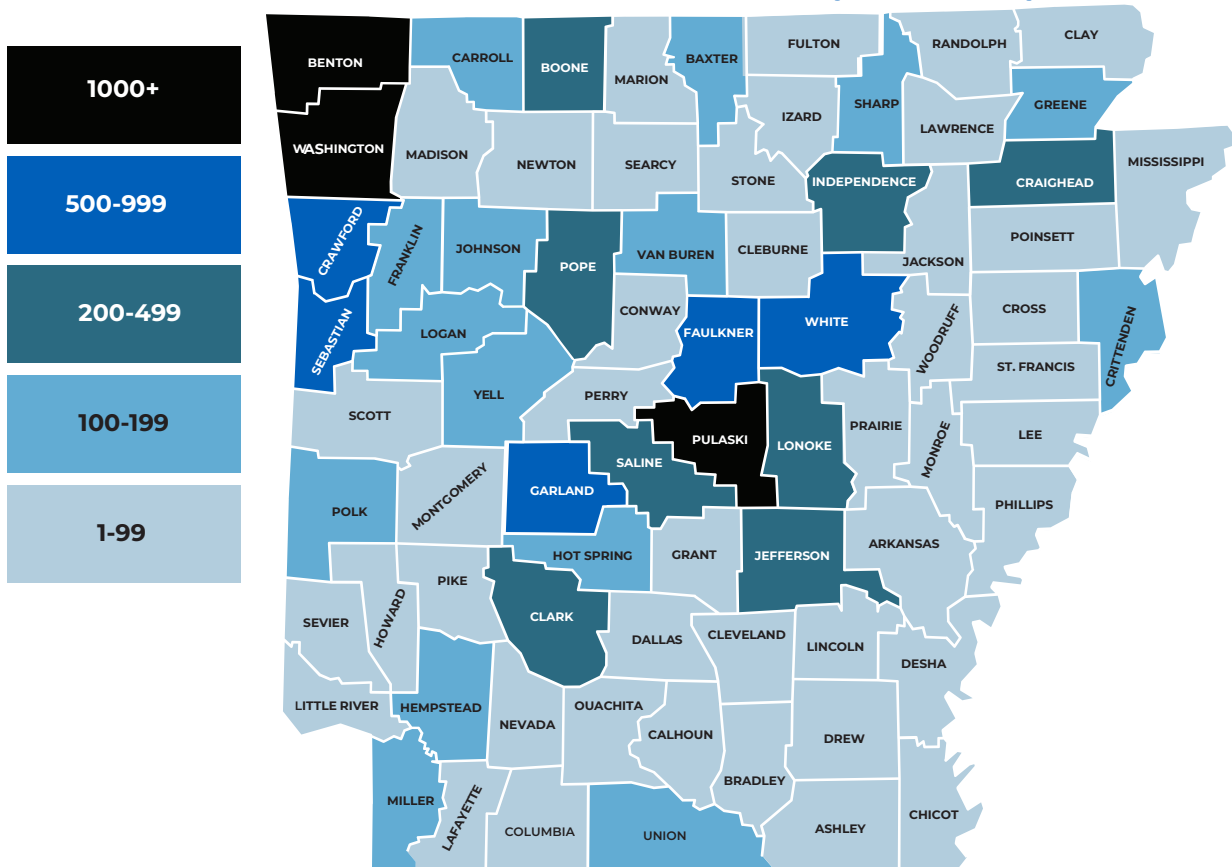 1000+
500-999
200-499
100-199
1-99
BENTON
CARROLL
BOONE
MARION
BAXTER
FULTON
RANDOLPH
CLAY
SHARP
GREENE
IZARD
LAWRENCE
WASHINGTON
MADISON
NEWTON
SEARCY
STONE
INDEPENDENCE
CRAIGHEAD
MISSISSIPPI
CRAWFORD
FRANKLIN
JOHNSON
POPE
VAN BUREN
CLEBURNE
JACKSON
POINSETT
SEBASTIAN
LOGAN
CONWAY
FAULKNER
WHITE
WOODRUFF
CROSS
CRITTENDEN
ST. FRANCIS
SCOTT
YELL
PERRY
PULASKI
LONOKE
PRAIRIE
MONROE
LEE
POLK
MONTGOMERY
GARLAND
SALINE
PHILLIPS
HOT SPRING
GRANT
JEFFERSON
ARKANSAS
SEVIER
HOWARD
PIKE
CLARK
DALLAS
CLEVELAND
LINCOLN
DESHA
LITTLE RIVER
HEMPSTEAD
NEVADA
OUACHITA
CALHOUN
BRADLEY
DREW
MILLER
LAFAYETTE
COLUMBIA
UNION
ASHLEY
CHICOT